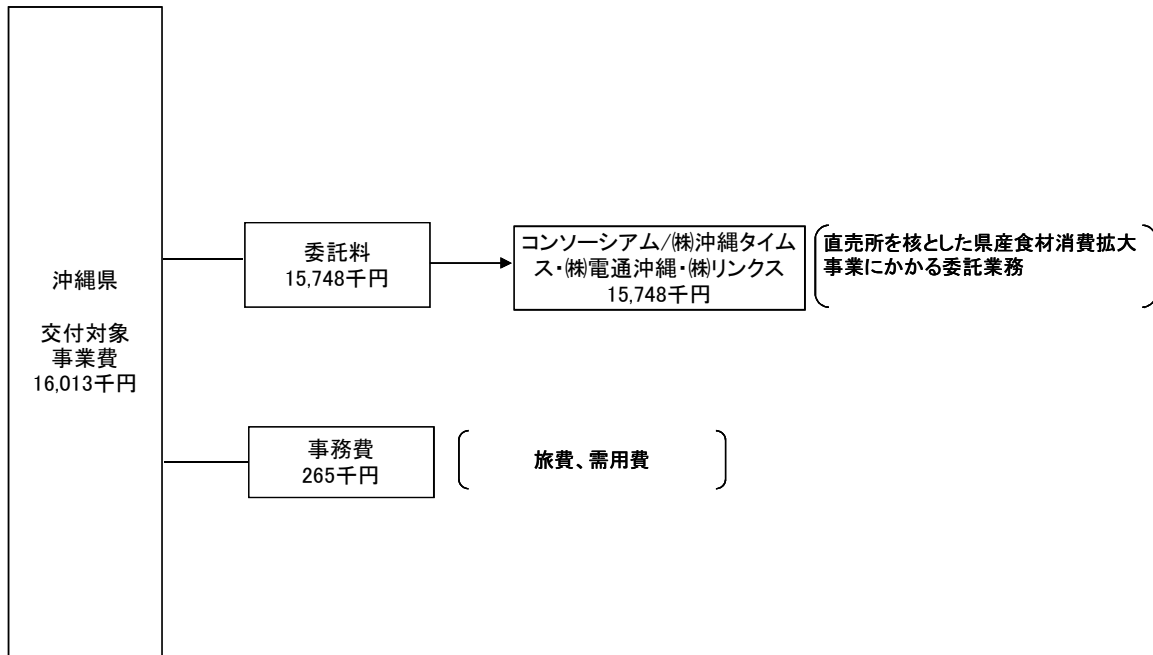 沖縄県
交付対象
事業費
16,013千円
委託料
15,748千円
コンソーシアム/㈱沖縄タイム
ス・㈱電通沖縄・㈱リンクス
15,748千円
直売所を核とした県産食材消費拡大
事業にかかる委託業務
事務費
265千円
旅費、需用費